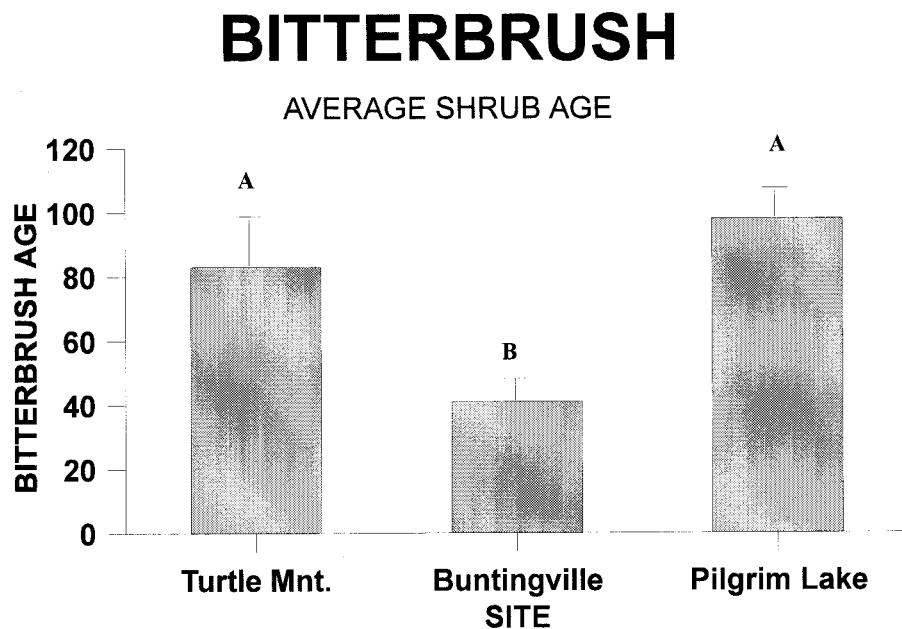 BITTERBRUSH
AVERAGE SHRUB AGE
BITTERBRUSH AGE
120
100
80
60
40
20
0
A
B
A
Turtle Mnt.
Buntingville
Pilgrim Lake
SITE